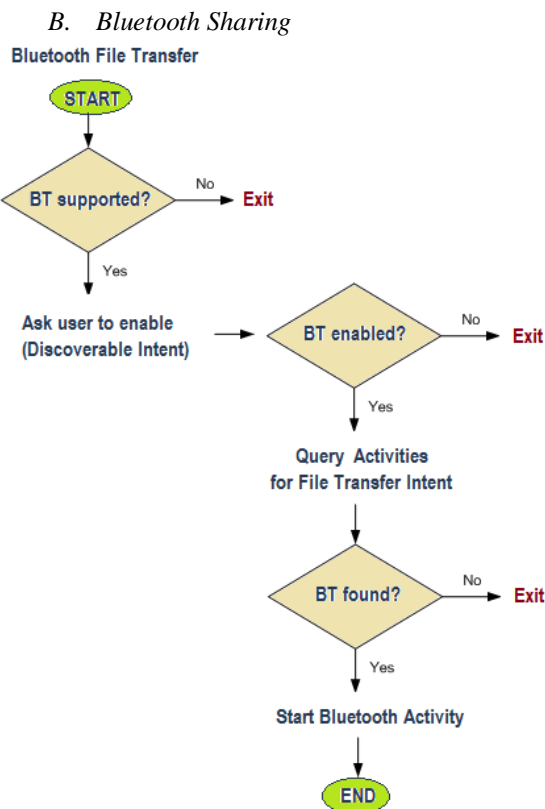 B. Bluetooth Sharing
Bluetooth File Transfer
START
BT supported?
No
Exit
Yes
Ask user to enable
(Discoverable Intent)
BT enabled?
No
Exit
Yes
Query Activities
for File Transfer Intent
BT found?
No
Exit
Yes
Start Bluetooth Activity
END